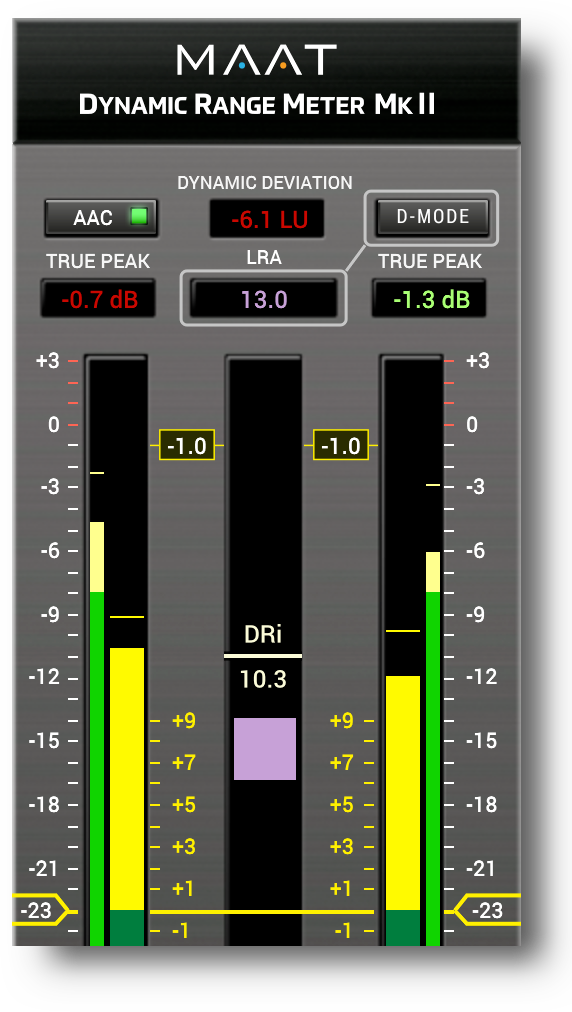 MAAT
DYNAMIC RANGE METER MK II
DYNAMIC DEVIATION
AAC -6.1 LU D-MODE
TRUE PEAK LRA TRUE PEAK
-0.7 dB 13.0 -1.3 dB
+3 +3
0 0
-1.0 -1.0
-3 -3
-6 -6
-9 -9
DRi
-12 10.3 -12
+9 +9
-15 -15
+7 +7
-18 +5 +5 -18
+3 +3
-21 -21
+1 +1
-23 -23
-1 -1